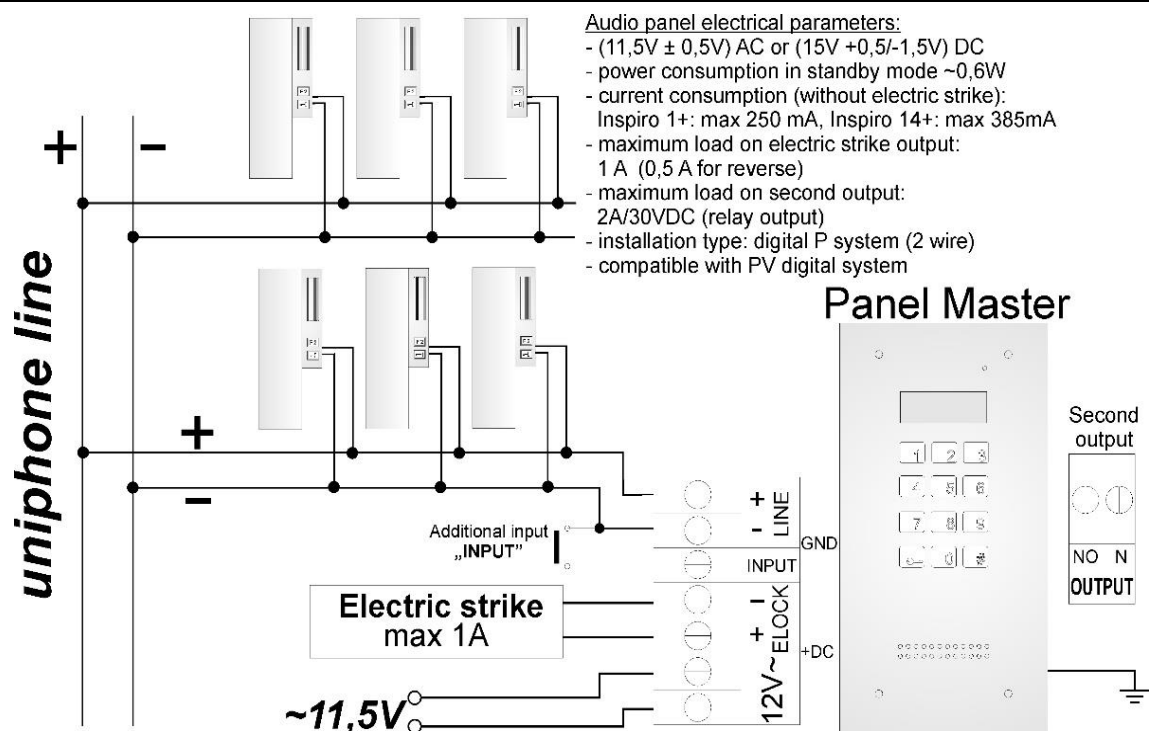 Audio panel electrical parameters:
- (11,5V ± 0,5V) AC or (15V +0,5/-1,5V) DC
- power consumption in standby mode ~0,6W
- current consumption (without electric strike):
Inspiro 1+: max 250 mA, Inspiro 14+: max 385mA
- maximum load on electric strike output:
1 A (0,5 A for reverse)
- maximum load on second output:
2A/30VDC (relay output)
- installation type: digital P system (2 wire)
- compatible with PV digital system
+ -
uniphone line
+
-
Panel Master
1 2 3
4 5 6
7 8 9
0 #
Second
output
NO N
OUTPUT
Additional input
„INPUT”
+
- LINE
GND
INPUT
Electric strike
max 1A
-
+ ELOCK
+DC
12V~
~11,5V